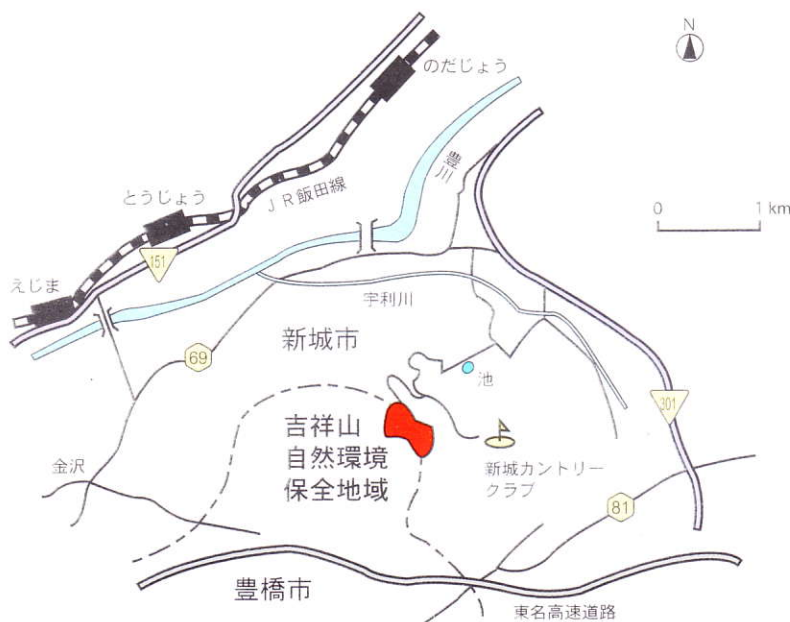 N
のだじょう
豊川
とうじょう
JR飯田線
0
1 km
151
えじま
宇利川
新城市
69
池
301
吉祥山
自然環境
保全地域
新城カントリー
クラブ
金沢
81
豊橋市
東名高速道路